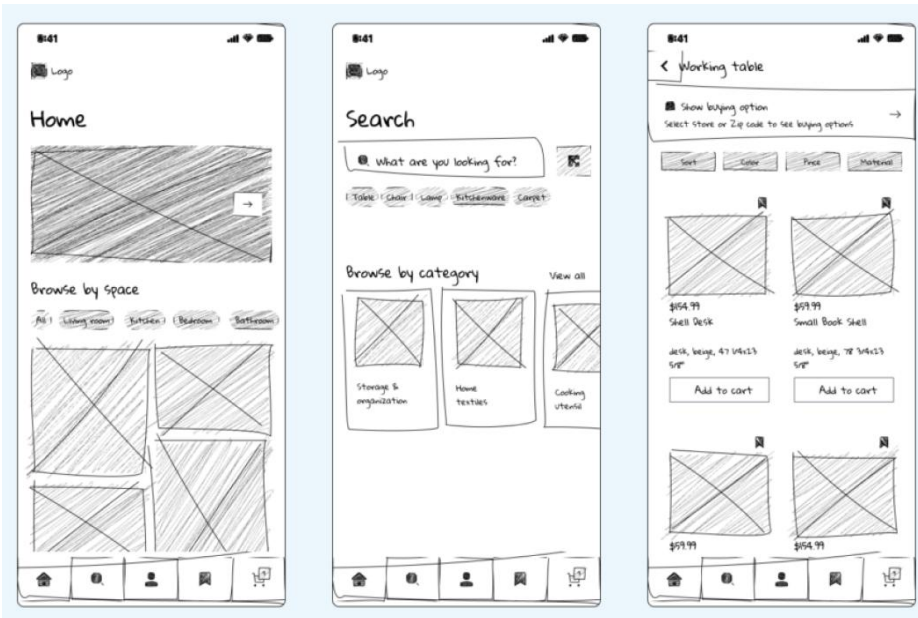 8:41
Logo
Home
Browse by space
All Living room Kitchen Bedroom Bathroom
8:41
Logo
Search
What are you looking for?
Table Chair Lamp Kitchenware Carpet
Browse by category View all
Storage & organization
Home textiles
Cooking utensil
8:41
Working table
Show buying option
Select store or Zip code to see buying options
Sort Color Price Material
$154.99 $59.99
Shell Desk Small Book Shelf
desk, beige, 47 1/4x23 5/8" desk, beige, 78 3/4x23 5/8"
Add to cart Add to cart
$59.99 $154.99